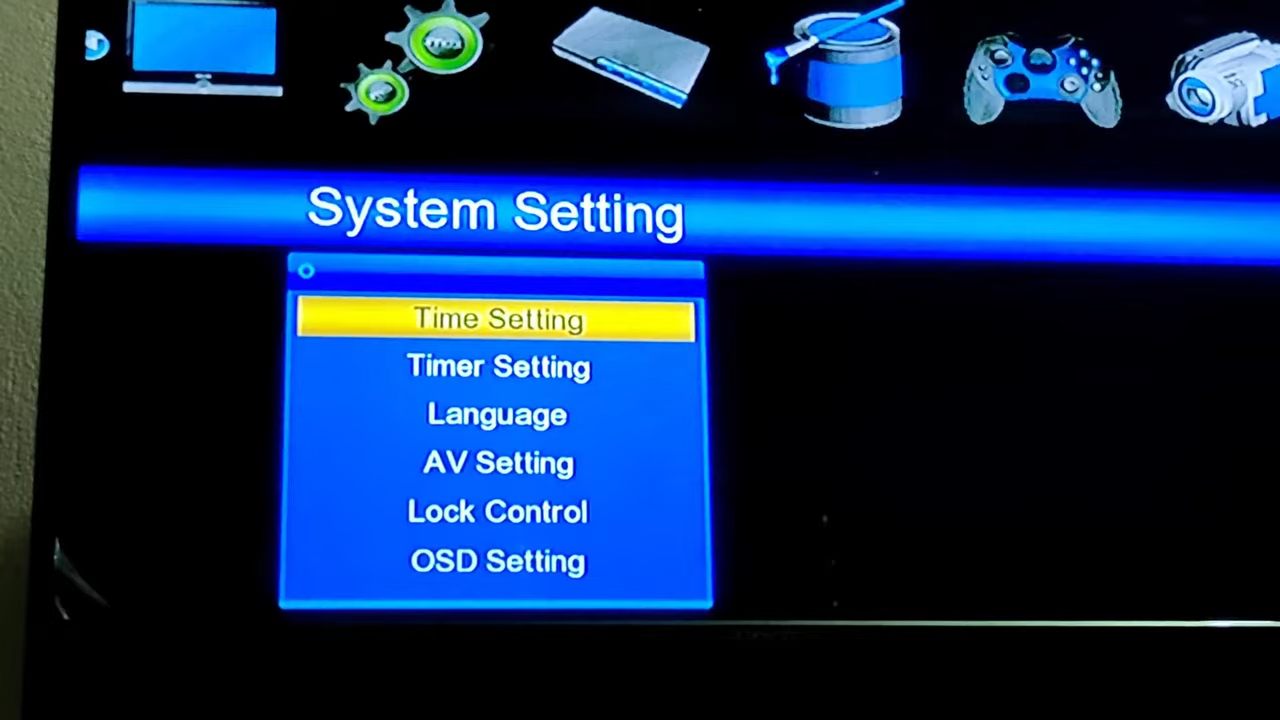 System Setting
Time Setting
Timer Setting
Language
AV Setting
Lock Control
OSD Setting